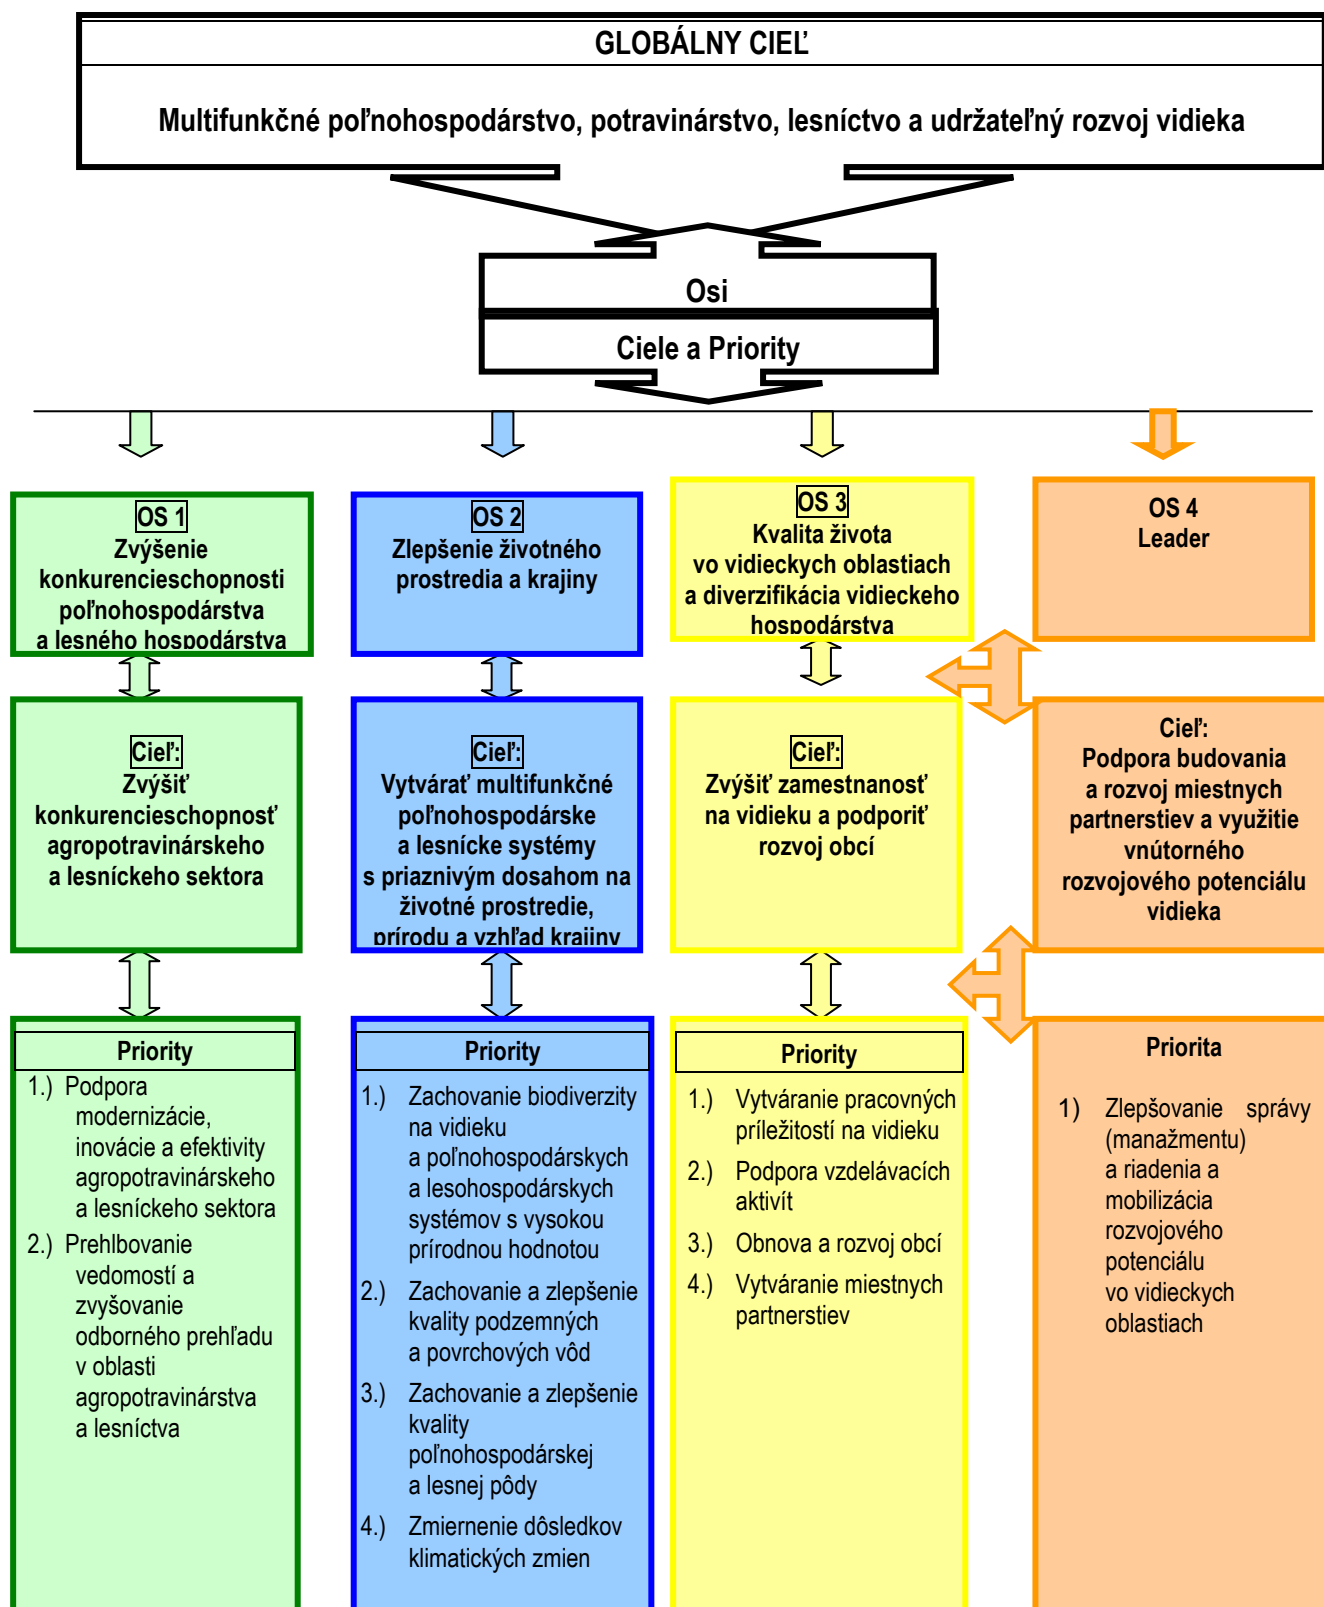 GLOBÁLNY CIEĽ
Multifunkčné poľnohospodárstvo, potravinárstvo, lesníctvo a udržateľný rozvoj vidieka
Osi
Ciele a Priority
OS 1
Zvýšenie
konkurencieschopnosti
poľnohospodárstva
a lesného hospodárstva
OS 2
Zlepšenie životného
prostredia a krajiny
OS 3
Kvalita života
vo vidieckych oblastiach
a diverzifikácia vidieckeho
hospodárstva
OS 4
Leader
Cieľ:
Zvýšiť
konkurencieschopnosť
agropotravinárskeho
a lesníckeho sektora
Cieľ:
Vytvárať multifunkčné
poľnohospodárske
a lesnícke systémy
s priaznivým dosahom na
životné prostredie,
prírodu a vzhľad krajiny
Cieľ:
Zvýšiť zamestnanosť
na vidieku a podporiť
rozvoj obcí
Cieľ:
Podpora budovania
a rozvoj miestnych
partnerstiev a využitie
vnútorného
rozvojového potenciálu
vidieka
Priority
1.) Podpora
modernizácie,
inovácie a efektivity
agropotravinárskeho
a lesníckeho sektora
2.) Prehlbovanie
vedomostí a
zvyšovanie
odborného prehľadu
v oblasti
agropotravinárstva
a lesníctva
Priority
1.) Zachovanie biodiverzity
na vidieku
a poľnohospodárskych
a lesohospodárskych
systémov s vysokou
prírodnou hodnotou
2.) Zachovanie a zlepšenie
kvality podzemných
a povrchových vôd
3.) Zachovanie a zlepšenie
kvality
poľnohospodárskej
a lesnej pôdy
4.) Zmiernenie dôsledkov
klimatických zmien
Priority
1.) Vytváranie pracovných
príležitostí na vidieku
2.) Podpora vzdelávacích
aktivít
3.) Obnova a rozvoj obcí
4.) Vytváranie miestnych
partnerstiev
Priorita
1) Zlepšovanie správy
(manažmentu)
a riadenia a
mobilizácia
rozvojového
potenciálu
vo vidieckych
oblastiach